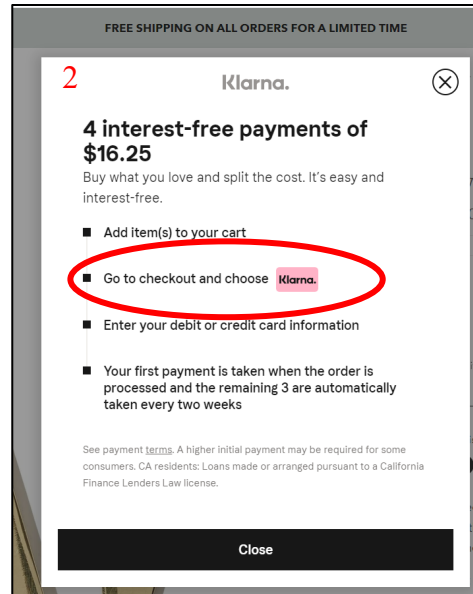 FREE SHIPPING ON ALL ORDERS FOR A LIMITED TIME
2
Klarna.
4 interest-free payments of
$16.25
Buy what you love and split the cost. It's easy and
interest-free.
Add item(s) to your cart
Go to checkout and choose Klarna.
Enter your debit or credit card information
Your first payment is taken when the order is
processed and the remaining 3 are automatically
taken every two weeks
See payment terms. A higher initial payment may be required for some
consumers. CA residents: Loans made or arranged pursuant to a California
Finance Lenders Law license.
Close